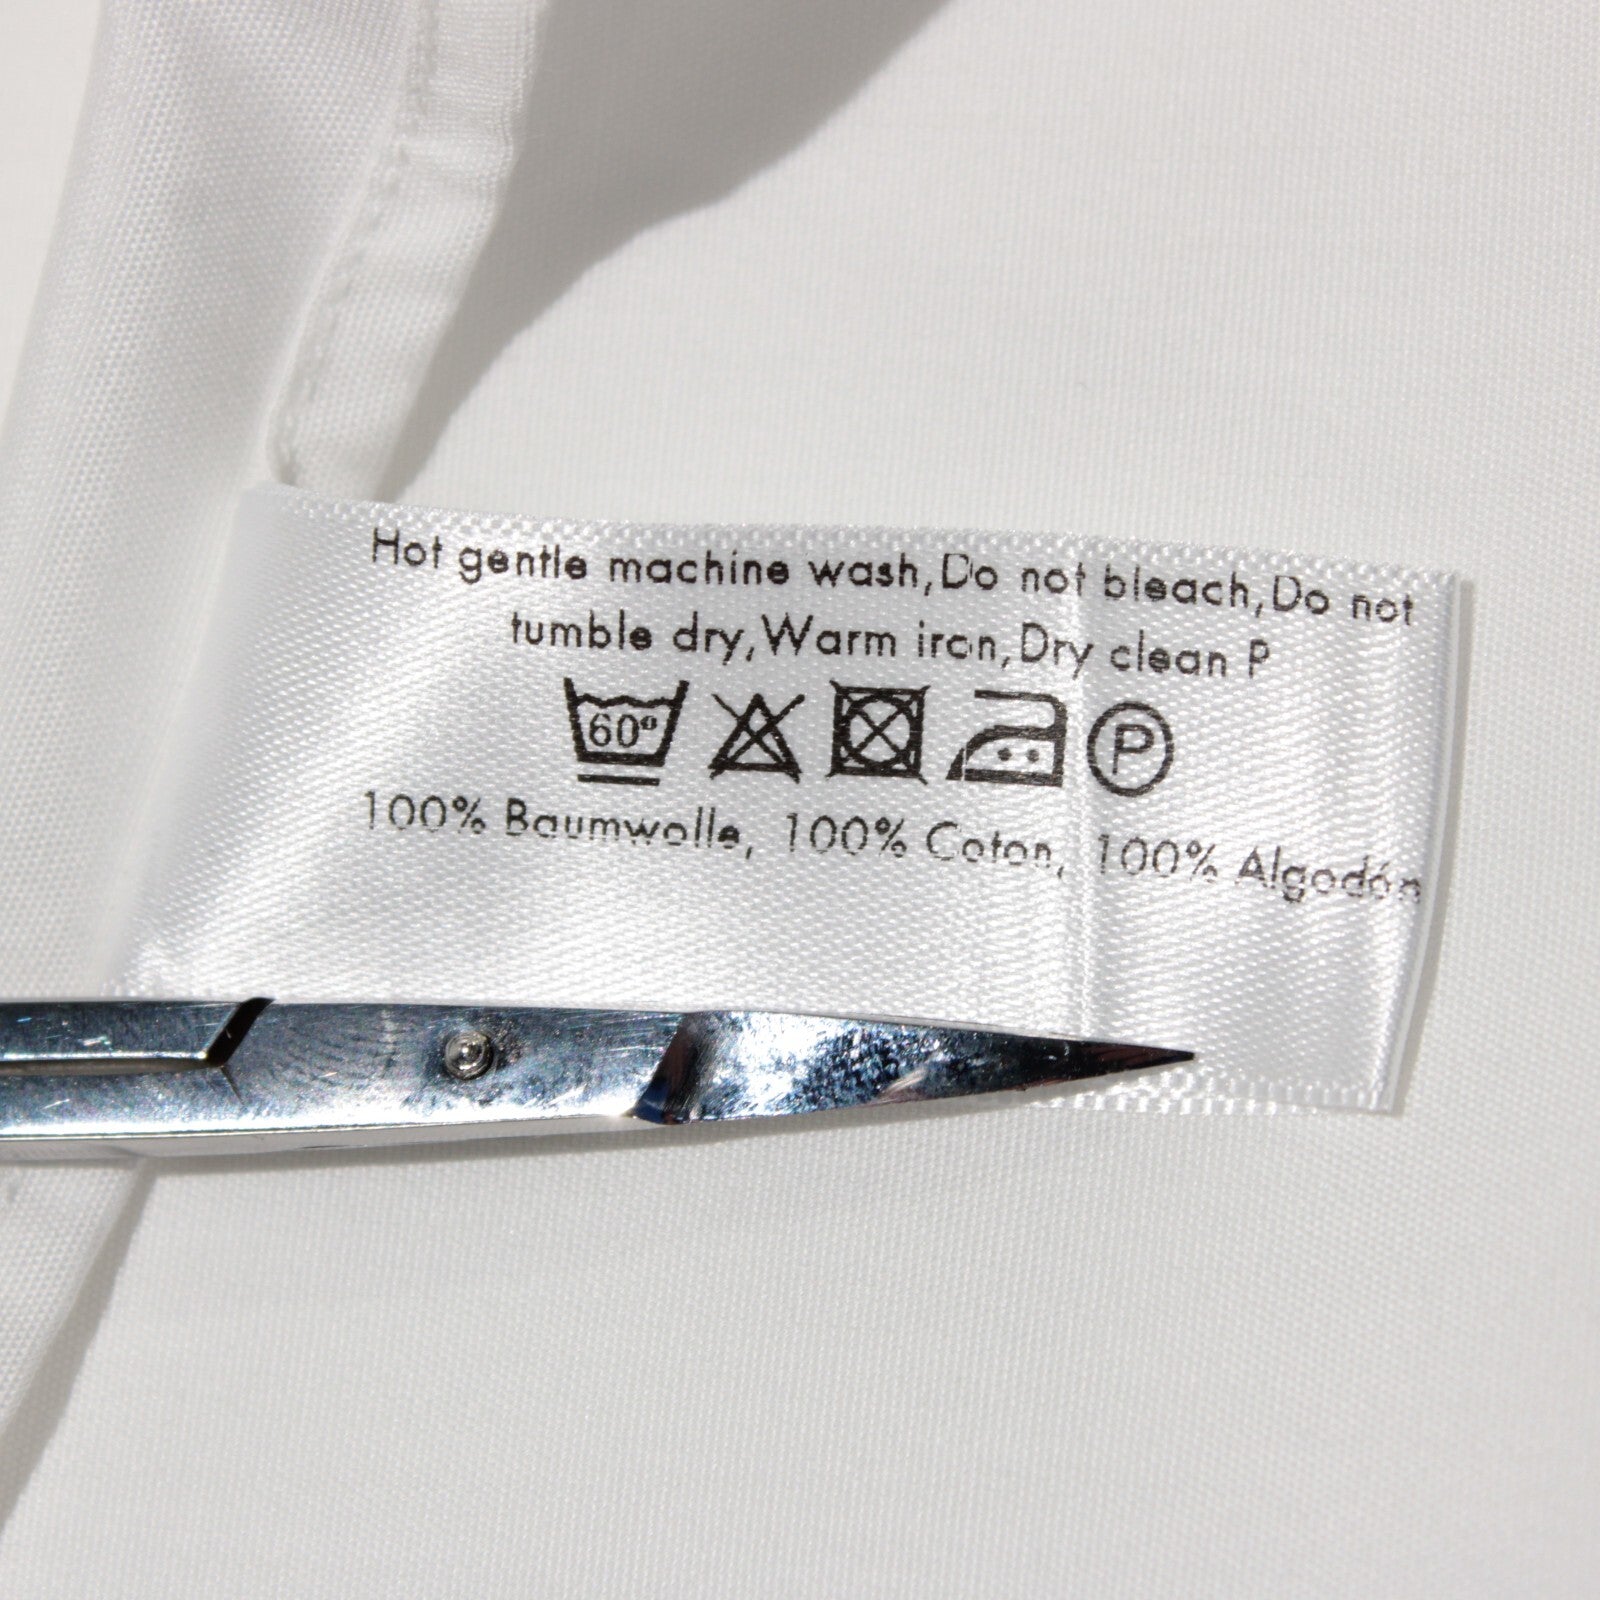 Hot gentle machine wash,Do not bleach,Do not
tumble dry,Warm iron,Dry clean P
60° P
100% Baumwolle, 100% Coton, 100% Algodón